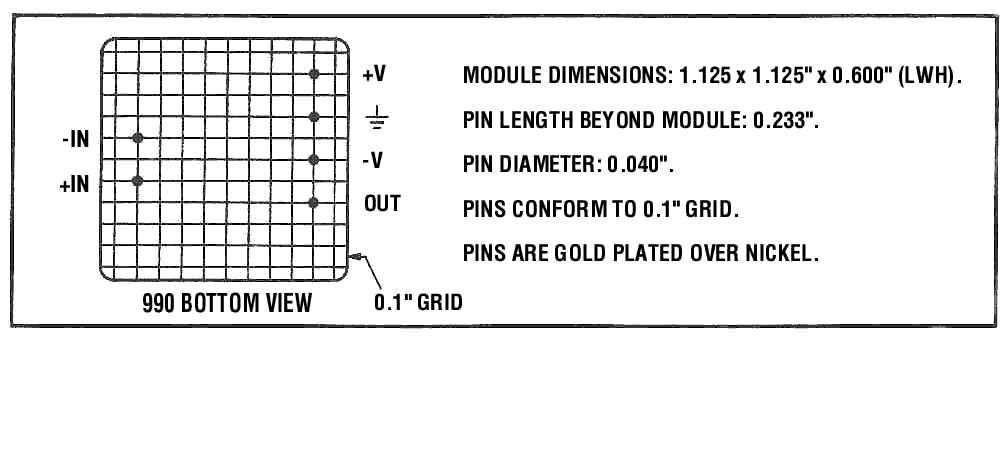 +V
-IN
-V
+IN
OUT
990 BOTTOM VIEW
0.1" GRID
MODULE DIMENSIONS: 1.125 x 1.125" x 0.600" (LWH).
PIN LENGTH BEYOND MODULE: 0.233".
PIN DIAMETER: 0.040".
PINS CONFORM TO 0.1" GRID.
PINS ARE GOLD PLATED OVER NICKEL.